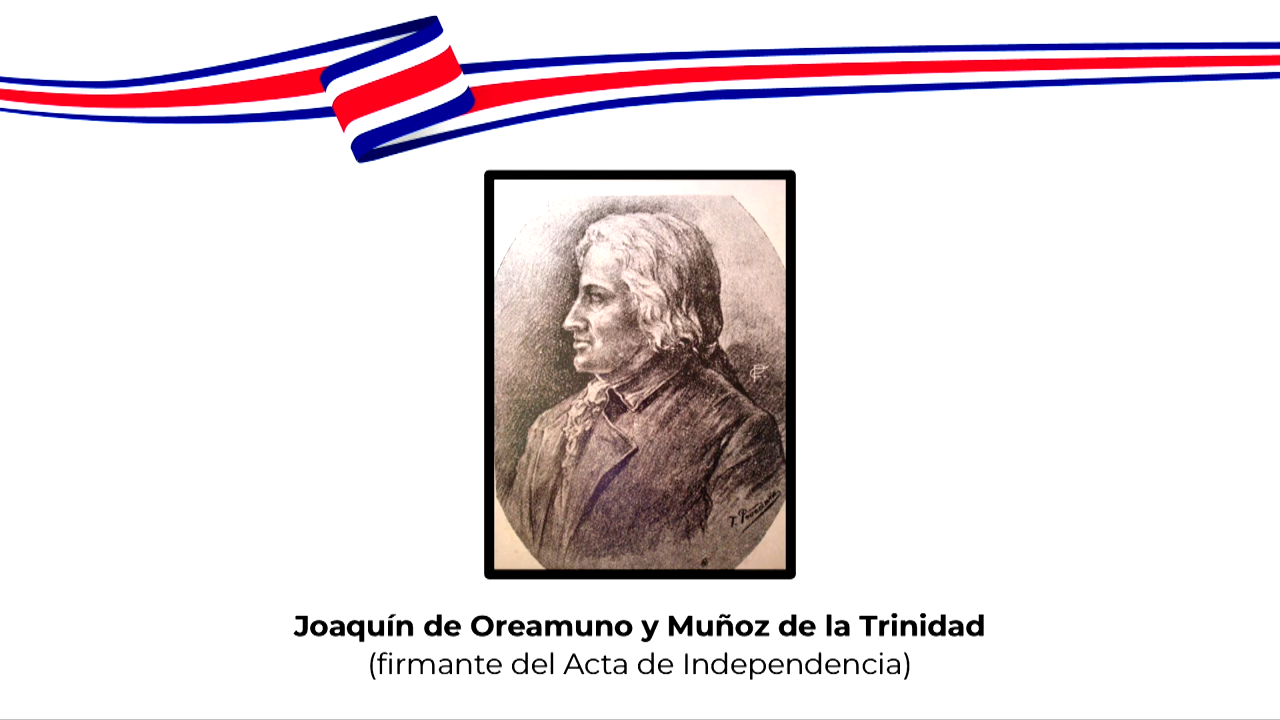 Joaquín de Oreamuno y Muñoz de la Trinidad
(firmante del Acta de Independencia)